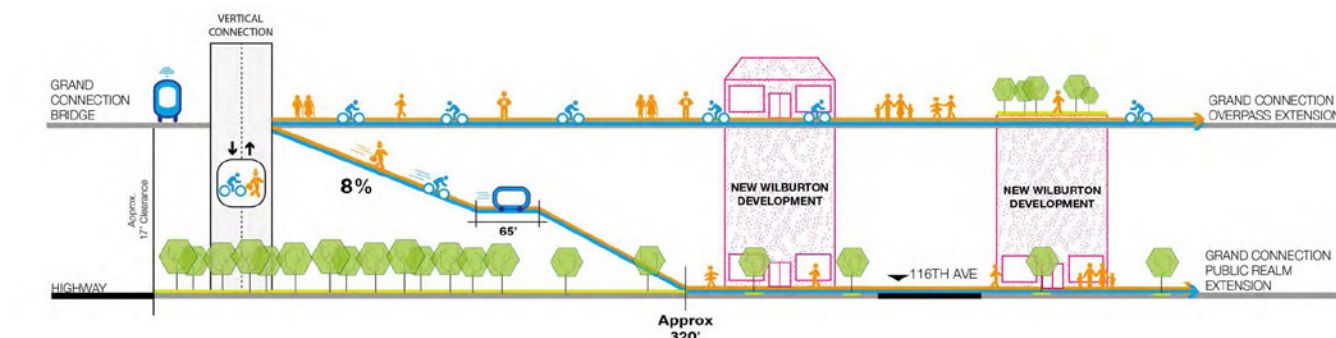 VERTICAL
CONNECTION
GRAND
CONNECTION
BRIDGE
GRAND CONNECTION
OVERPASS EXTENSION
Approx.
17' Clearance
8%
65'
NEW WILBURTON
DEVELOPMENT
NEW WILBURTON
DEVELOPMENT
116TH AVE
GRAND CONNECTION
PUBLIC REALM
EXTENSION
HIGHWAY
Approx
320'